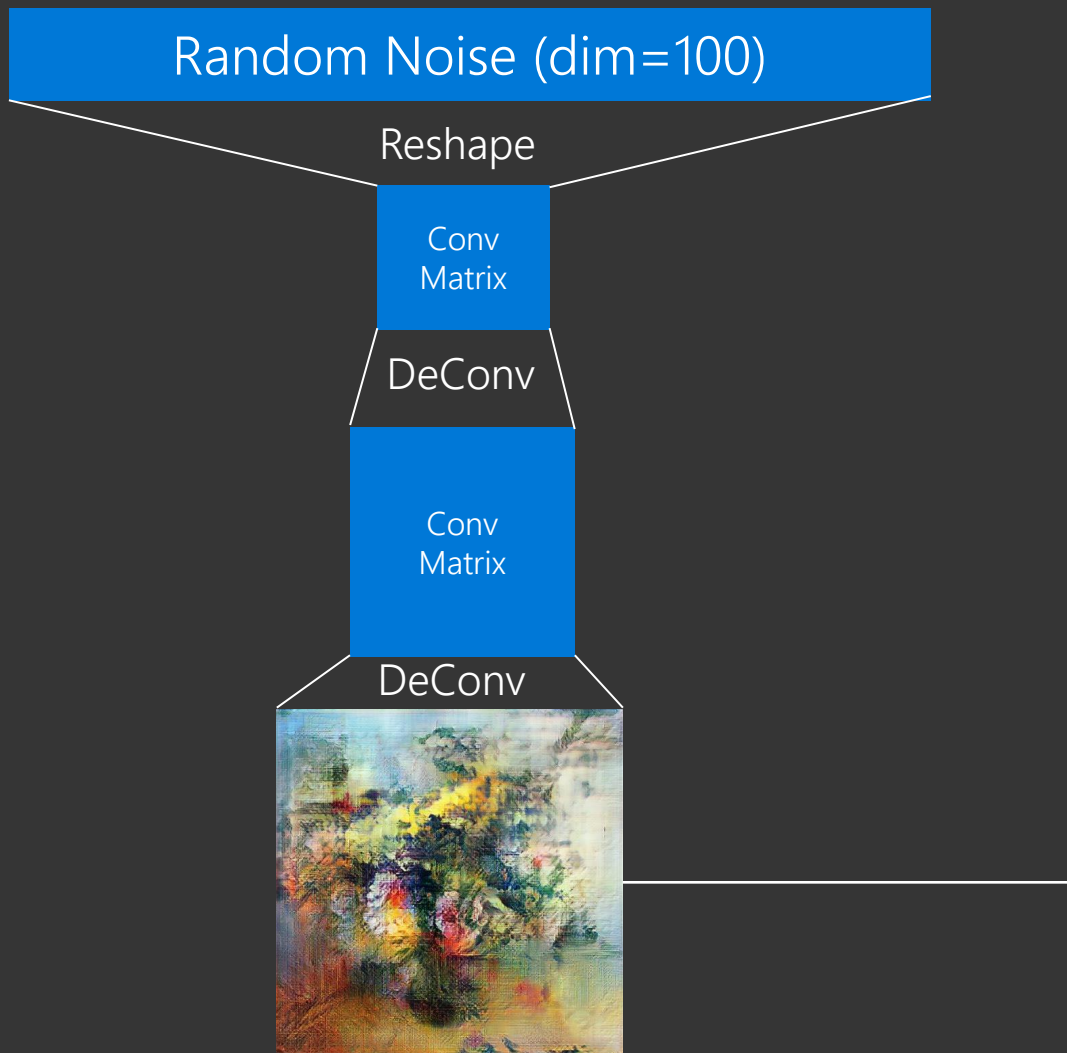 Random Noise (dim=100)
Reshape
Conv
Matrix
DeConv
Conv
Matrix
DeConv